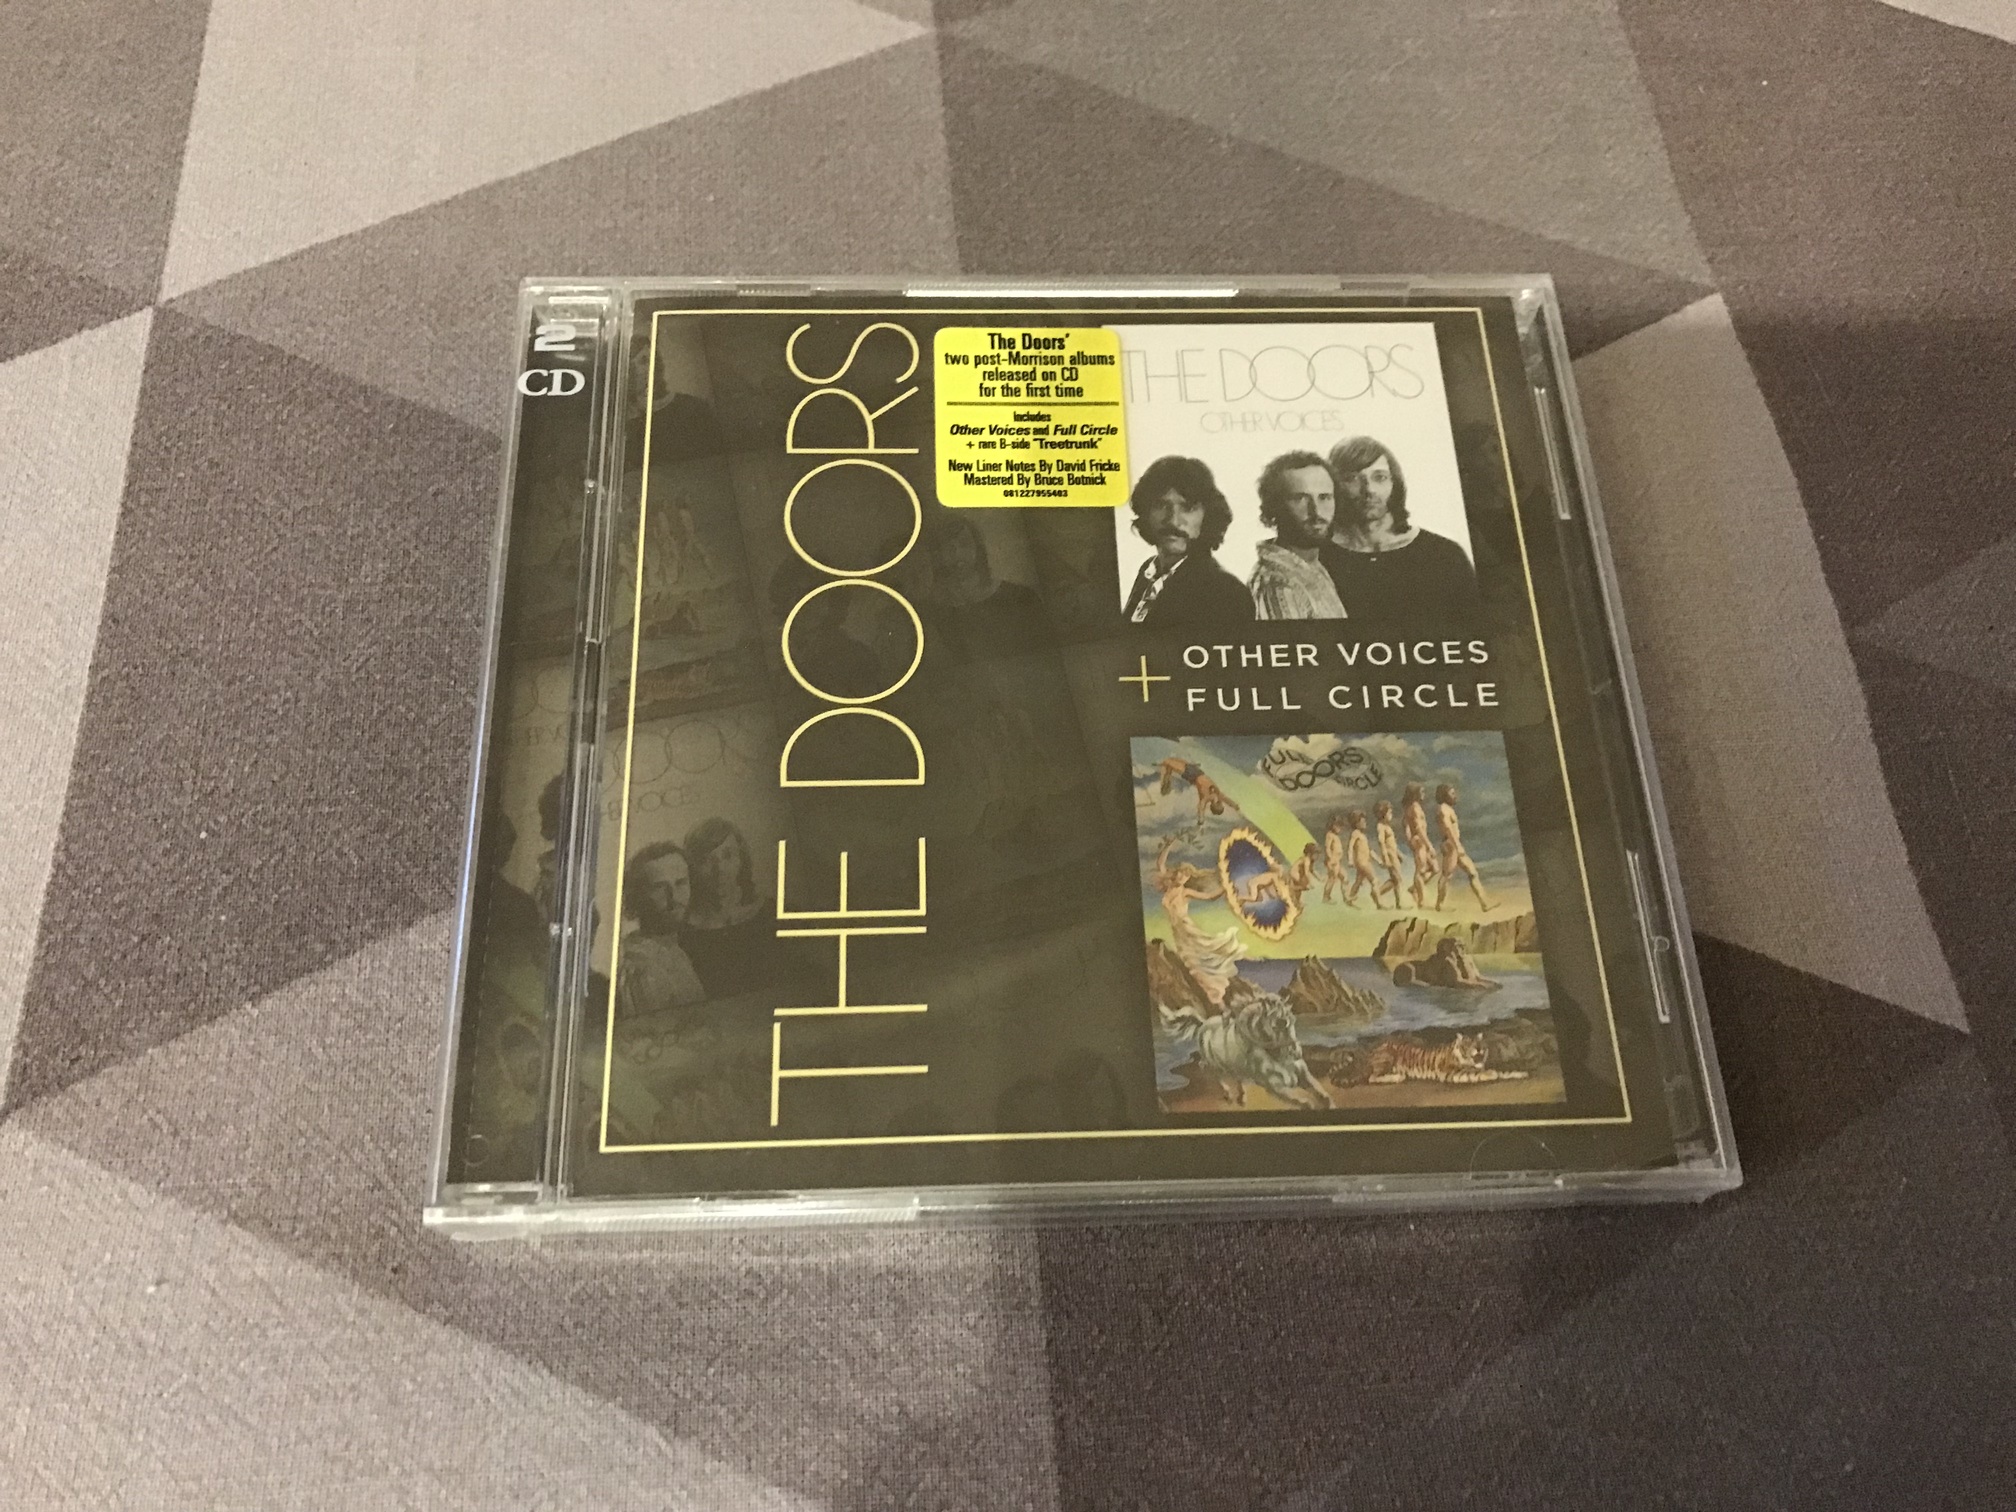 2
CD
THE DOORS
The Doors'
two post-Morrison albums
released on CD
for the first time
includes
Other Voices and Full Circle
+ rare B-side "Treetrunk"
New Liner Notes By David Fricke
Mastered By Bruce Botnick
081227955403
THE DOORS
OTHER VOICES
+ OTHER VOICES
FULL CIRCLE
FULL CIRCLE
DOORS